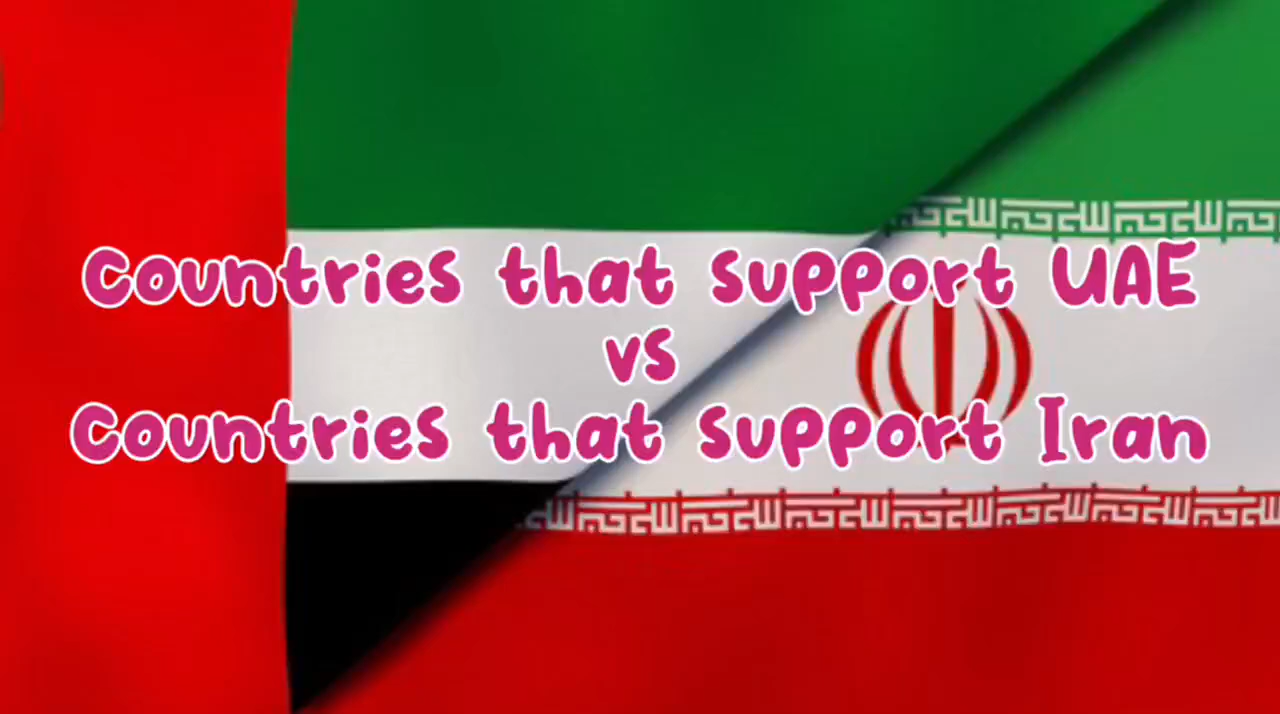 Countries that support UAE
vs
Countries that support Iran